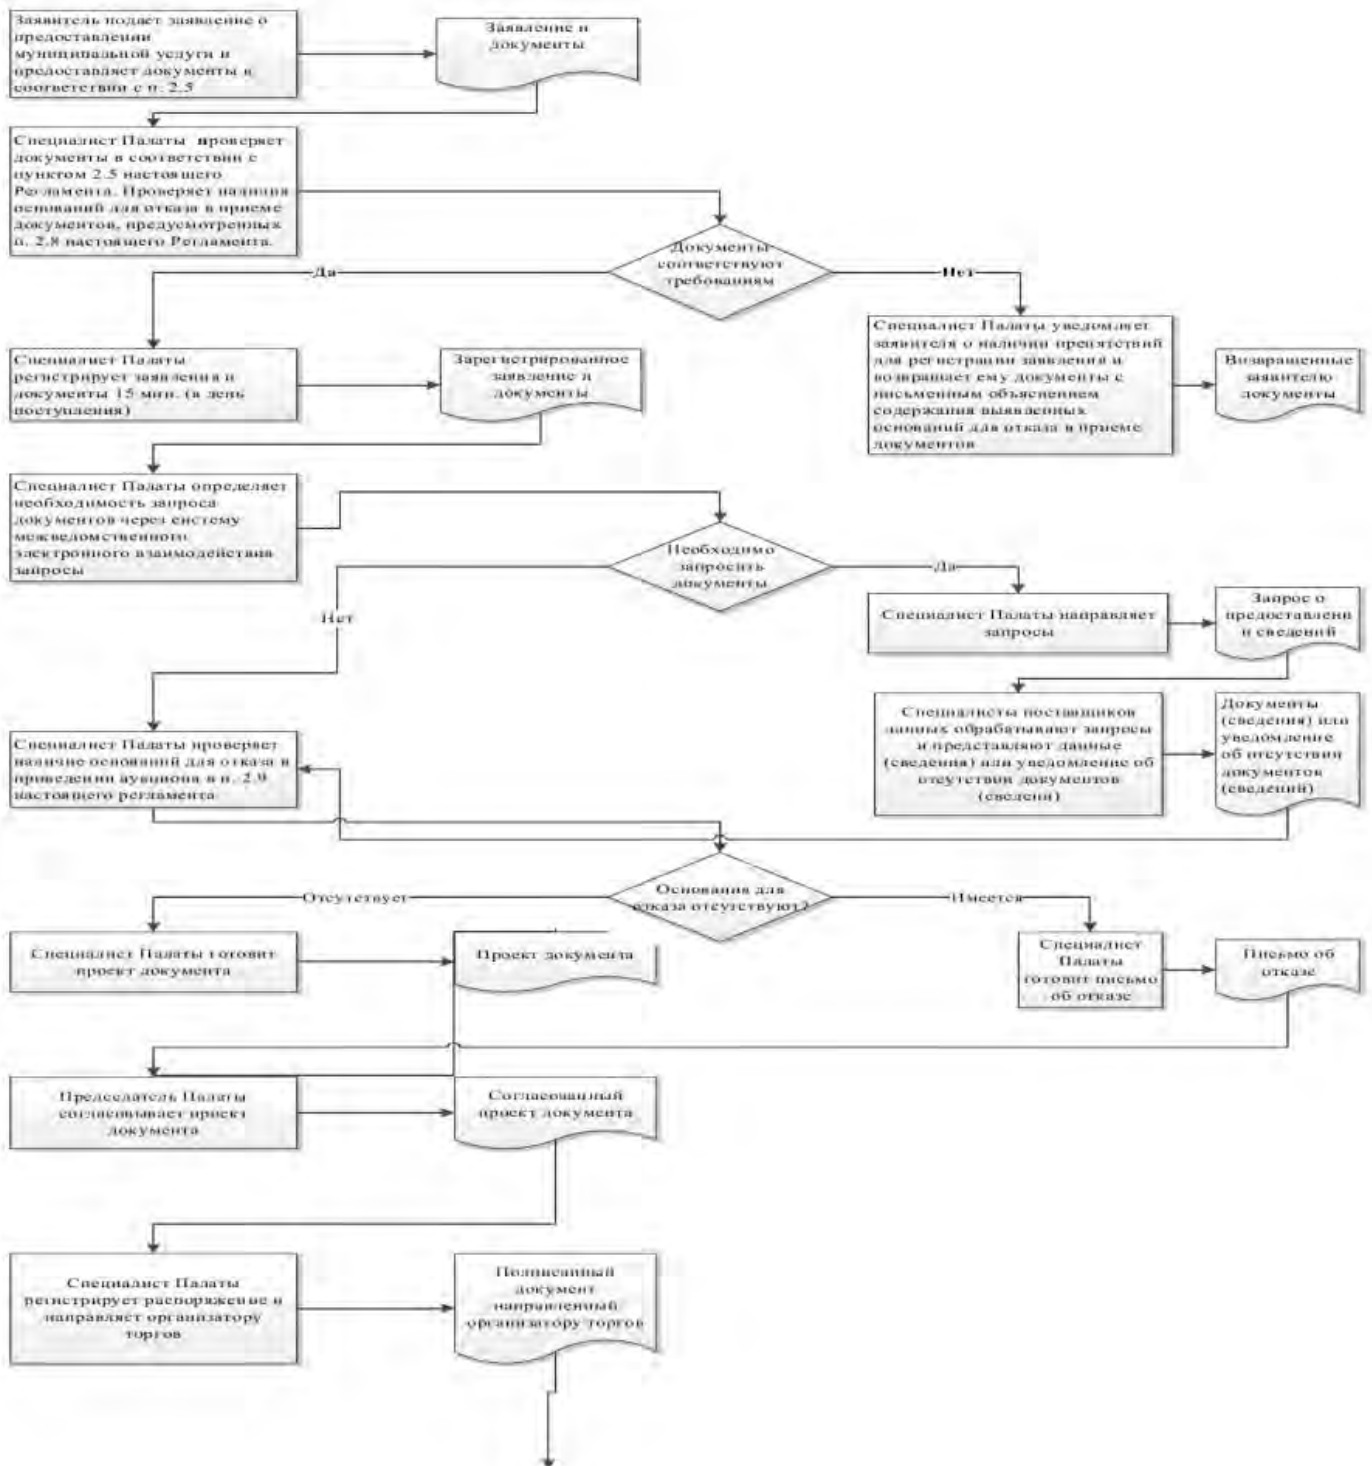 Заявитель подает заявление о
предоставлении
муниципальной услуги и
предоставляет документы в
соответствии с п. 2.5
Заявление и
документы
Специалист Палаты проверяет
документы в соответствии с
пунктом 2.5 настоящего
Регламента. Проверяет наличия
оснований для отказа в приеме
документов, предусмотренных
п. 2.8 настоящего Регламента.
Документы
соответствуют
требованиям
Да
Нет
Специалист Палаты
регистрирует заявления и
документы 15 мин. (в день
поступления)
Зарегистрированное
заявление и
документы
Специалист Палаты уведомляет
заявителя о наличии препятствий
для регистрации заявления и
возвращает ему документы с
письменным объяснением
содержания выявленных
оснований для отказа в приеме
документов
Возвращенные
заявителю
документы
Специалист Палаты определяет
необходимость запроса
документов через систему
межведомственного
электронного взаимодействия
запросы
Необходимо
запросить
документы
Да
Нет
Специалист Палаты направляет
запросы
Запрос о
предоставлени
и сведений
Специалисты поставщиков
данных обрабатывают запросы
и представляют данные
(сведения) или уведомление об
отсутствии документов
(сведени)
Документы
(сведения) или
уведомление
об отсутствия
документов
(сведений)
Специалист Палаты проверяет
наличие оснований для отказа в
проведении аукциона в п. 2.9
настоящего регламента
Основания для
отказа отсутствуют?
Отсутствует
Имеется
Специалист Палаты готовит
проект документа
Проект документа
Специалист
Палаты
готовит письмо
об отказе
Письмо об
отказе
Председатель Палаты
согласовывает проект
документа
Согласованный
проект документа
Специалист Палаты
регистрирует распоряжение и
направляет организатору
торгов
Подписанный
документ
направленный
организатору торгов